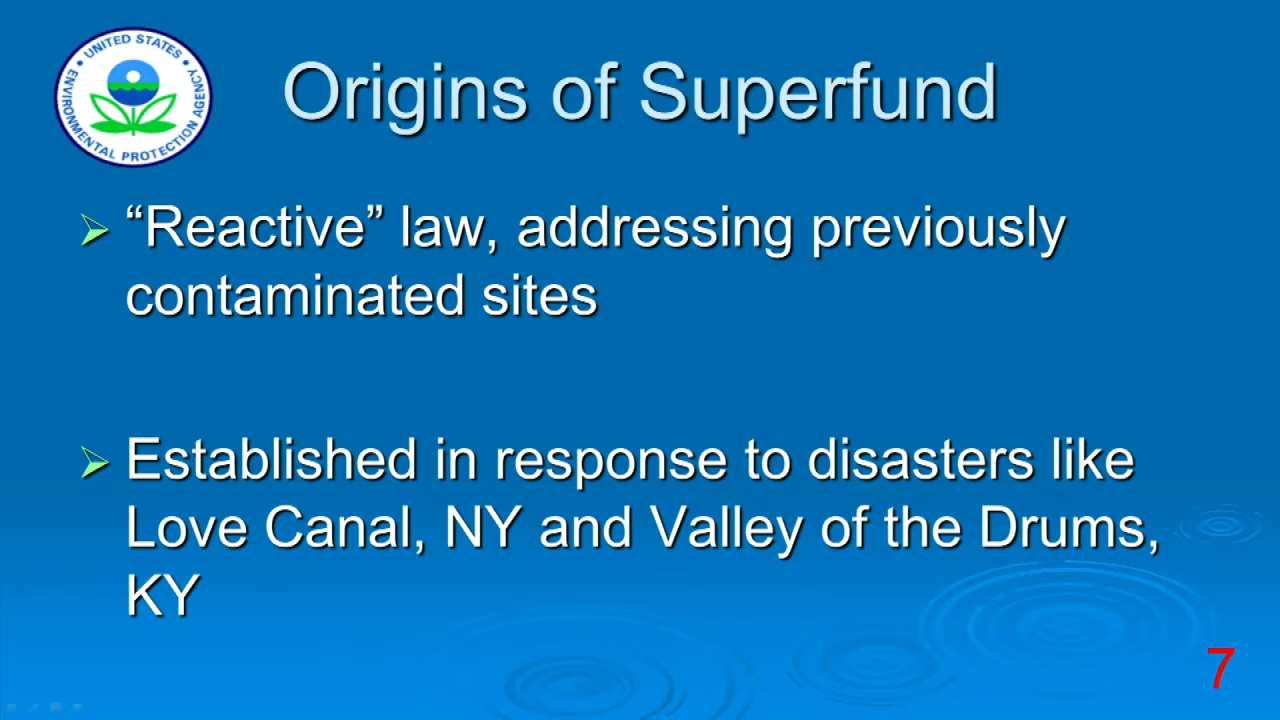 UNITED STATES
ENVIRONMENTAL PROTECTION AGENCY
Origins of Superfund
“Reactive” law, addressing previously
contaminated sites
Established in response to disasters like
Love Canal, NY and Valley of the Drums,
KY
7